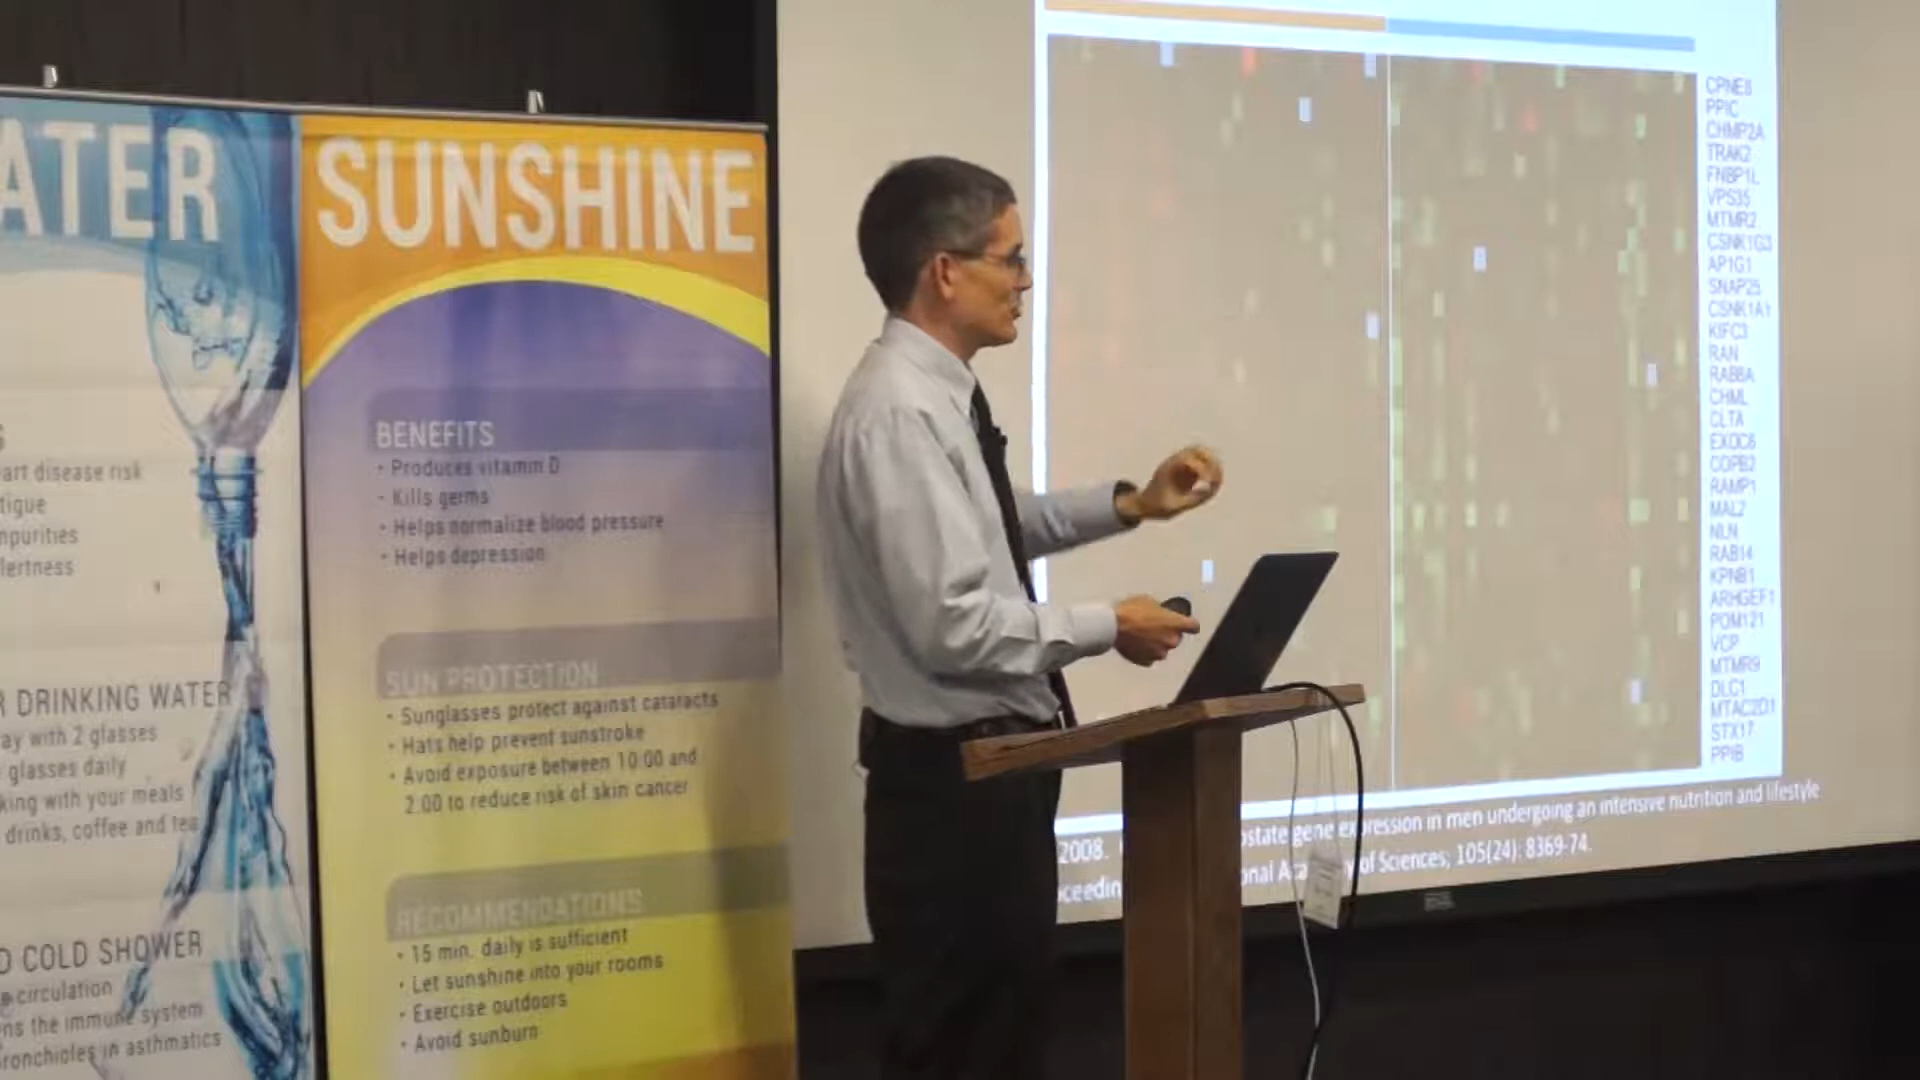 ATER
art disease risk
tigue
mpurities
lertness
R DRINKING WATER
ay with 2 glasses
glasses daily
king with your meals
drinks, coffee and tea
D COLD SHOWER
circulation
ns the immune system
bronchioles in asthmatics
SUNSHINE
BENEFITS
• Produces vitamin D
• Kills germs
• Helps normalize blood pressure
• Helps depression
SUN PROTECTION
• Sunglasses protect against cataracts
• Hats help prevent sunstroke
• Avoid exposure between 10:00 and
2:00 to reduce risk of skin cancer
RECOMMENDATIONS
• 15 min. daily is sufficient
• Let sunshine into your rooms
• Exercise outdoors
• Avoid sunburn
CPNE8
PPIC
CHMP2A
TRAK2
FNBP1L
VPS35
MTMR2
CSNK1G3
AP1G1
SNAP25
CSNK1A1
KIFC3
RAN
RAB8A
CHML
CLTA
EXOC6
COPB2
RAMP1
MAL2
NLN
RAB14
KPNB1
ARHGEF1
POM121
VCP
MTMR9
DLC1
MTAC2D1
STX17
PPIB
2008. ostate gene expression in men undergoing an intensive nutrition and lifestyle
ceedin onal Aca y of Sciences; 105(24): 8369-74.